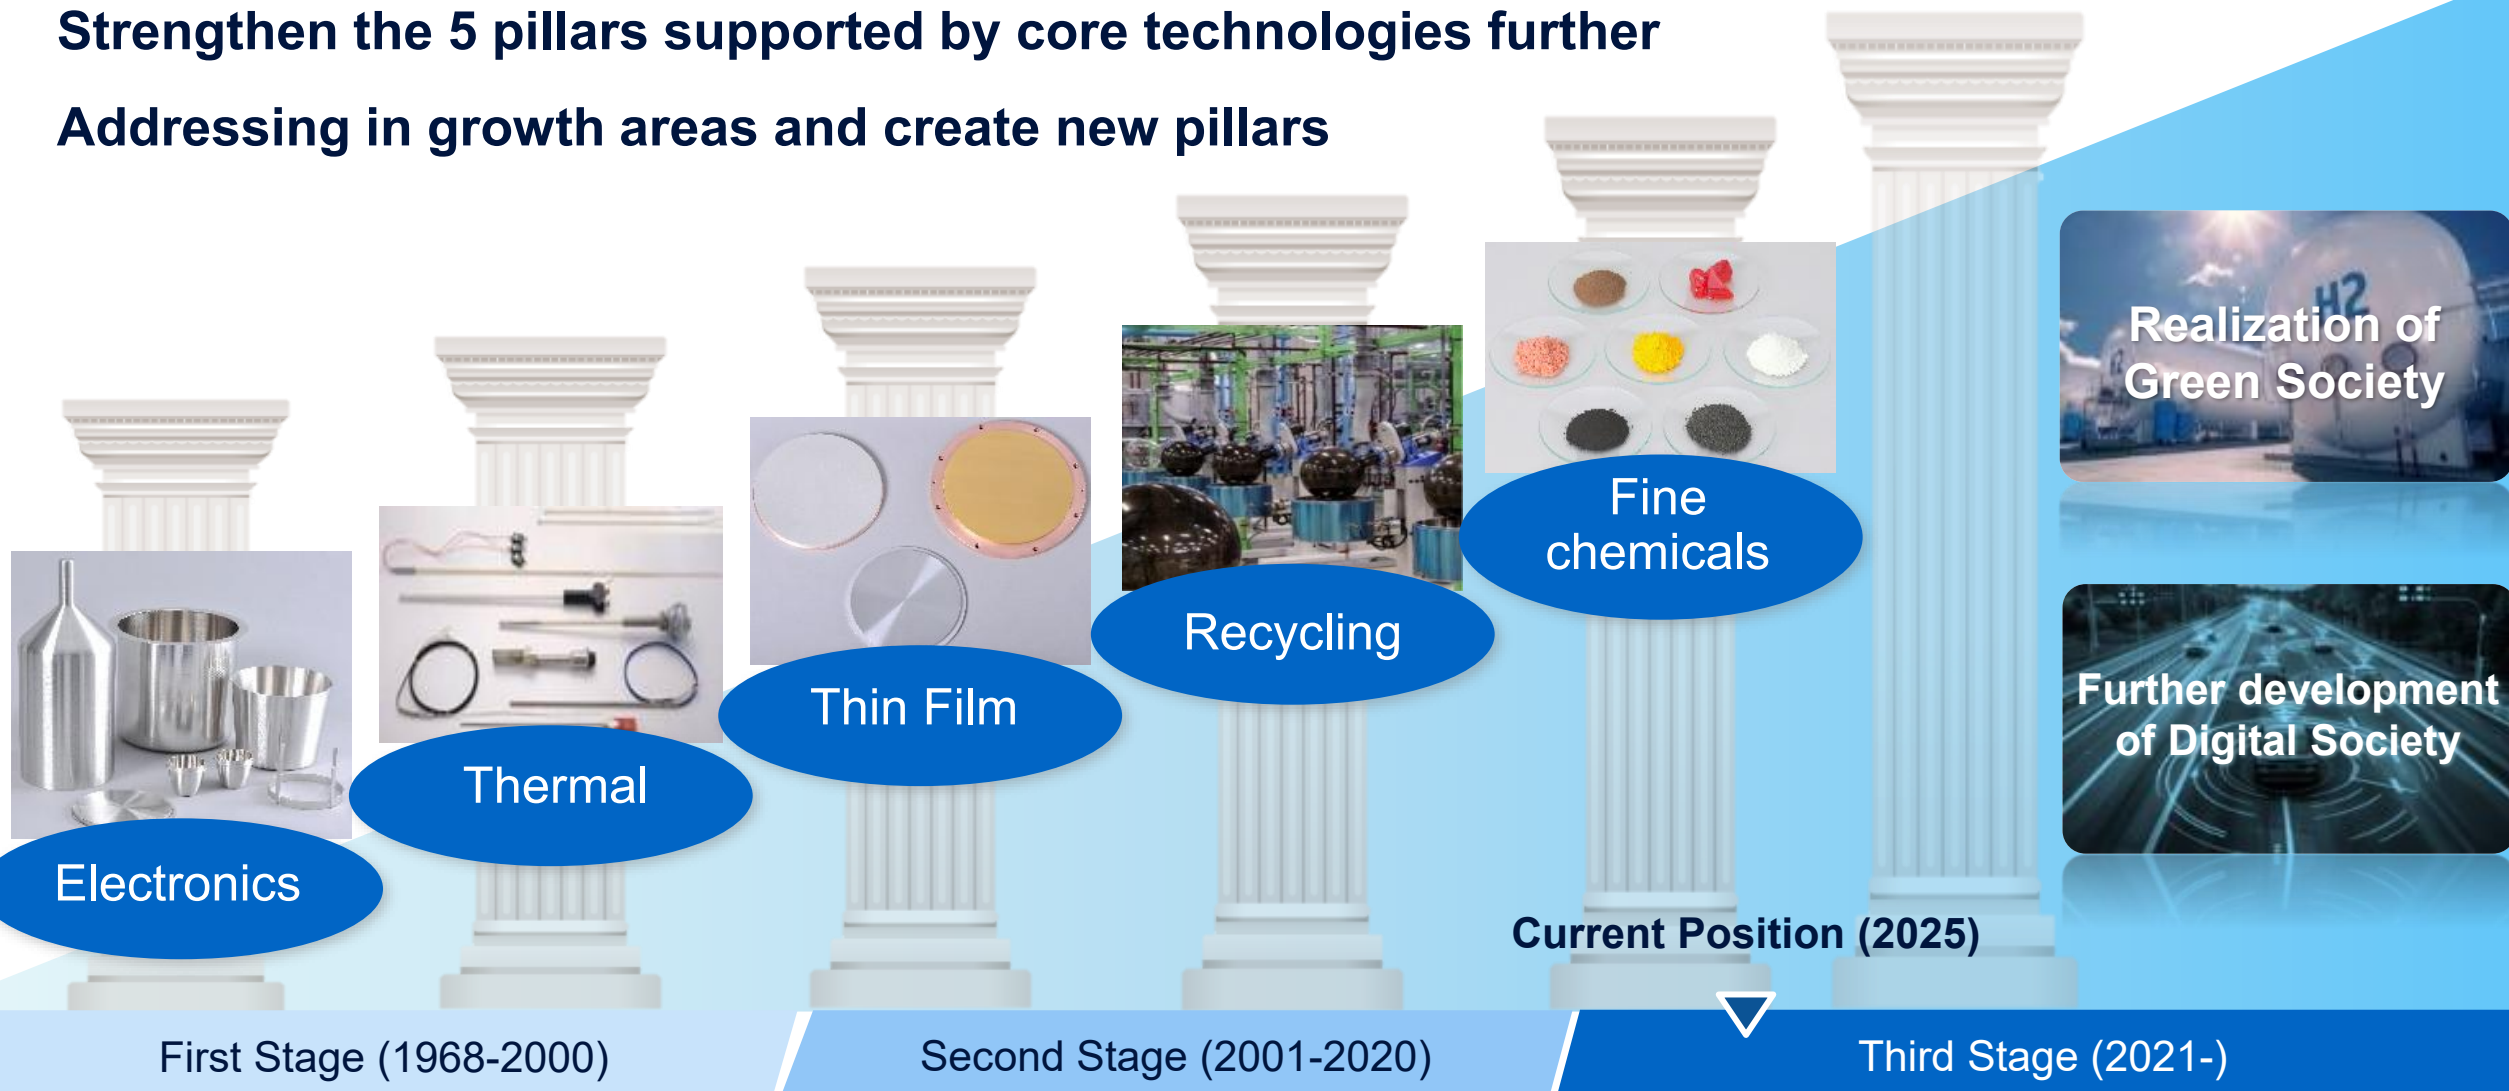 Strengthen the 5 pillars supported by core technologies further
Addressing in growth areas and create new pillars
H2
Realization of
Green Society
Fine
chemicals
Recycling
Further development
of Digital Society
Thin Film
Thermal
Electronics
Current Position (2025)
First Stage (1968-2000)
Second Stage (2001-2020)
Third Stage (2021-)